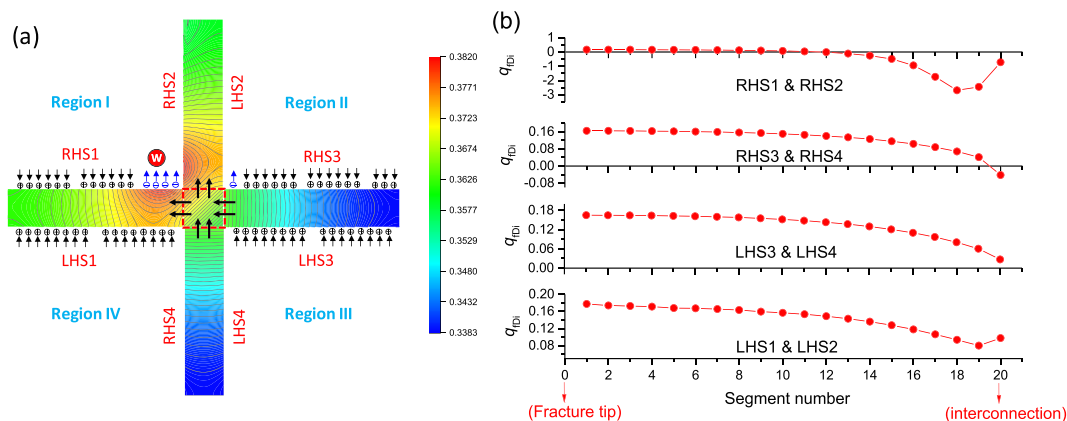 (a)
RHS2
LHS2
Region I
Region II
W
RHS1
RHS3
LHS1
LHS3
Region IV
Region III
RHS4
LHS4
0.3820
0.3771
0.3723
0.3674
0.3626
0.3577
0.3529
0.3480
0.3432
0.3383
(b)
1
0
-1
-2
-3
qfDi
RHS1 & RHS2
0.16
0.08
0.00
-0.08
qfDi
RHS3 & RHS4
0.18
0.12
0.06
0.00
qfDi
LHS3 & LHS4
0.20
0.16
0.12
0.08
qfDi
LHS1 & LHS2
0 2 4 6 8 10 12 14 16 18 20
Segment number
(Fracture tip)
(interconnection)